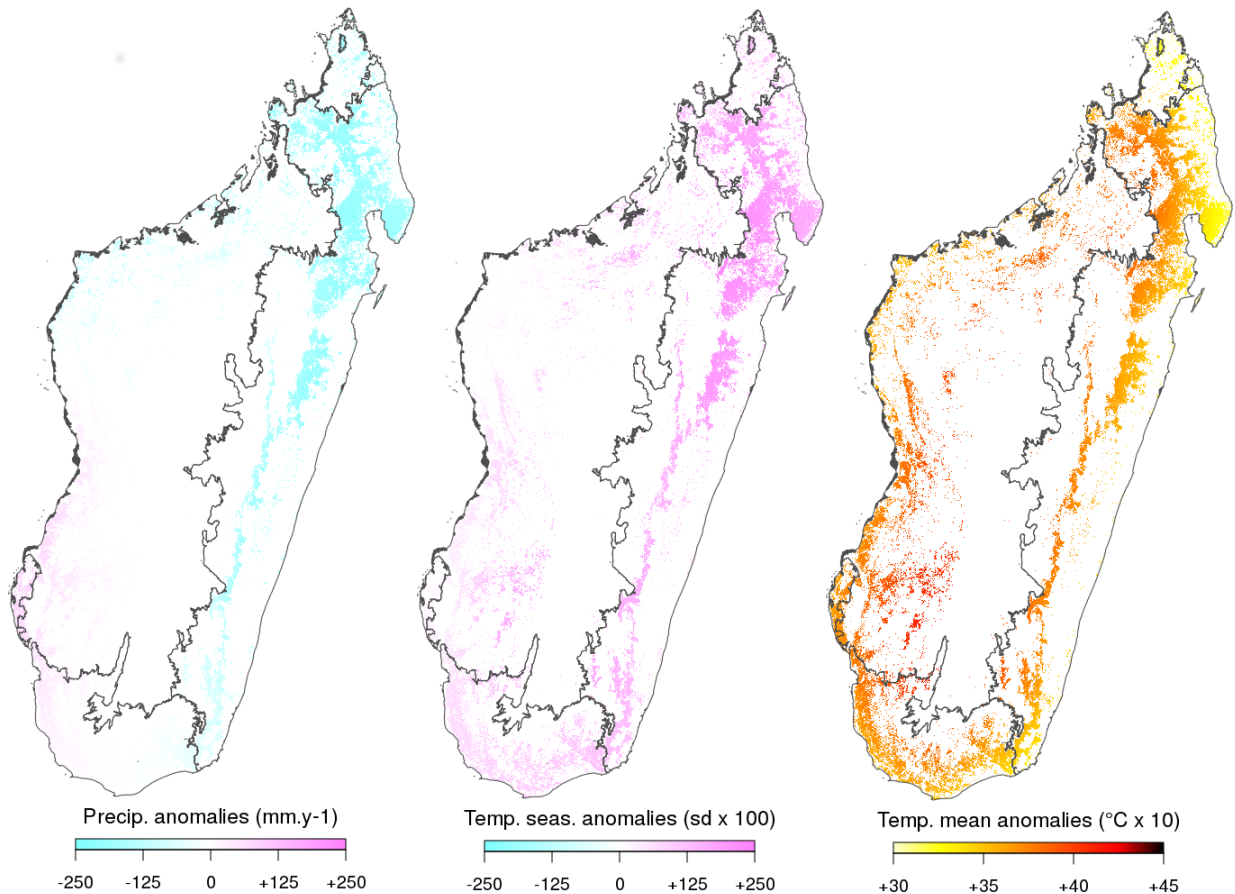 Precip. anomalies (mm.y-1)
-250 -125 0 +125 +250
Temp. seas. anomalies (sd x 100)
-250 -125 0 +125 +250
Temp. mean anomalies (°C x 10)
+30 +35 +40 +45